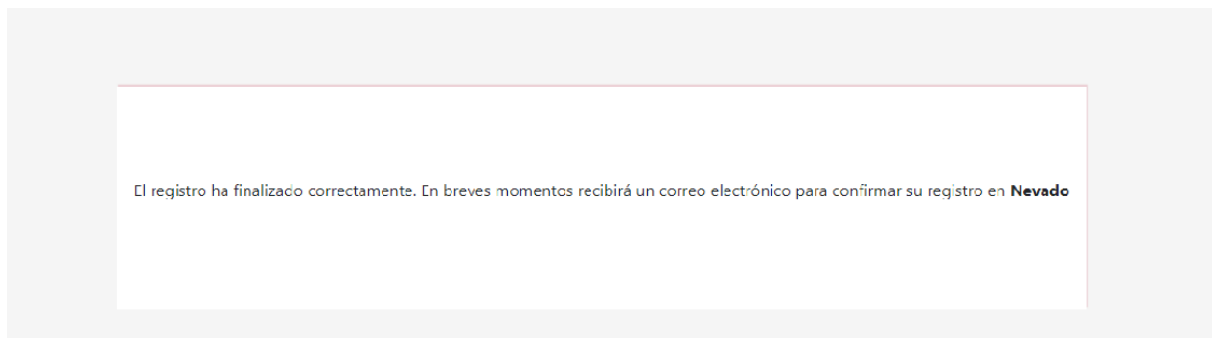 El registro ha finalizado correctamente. En breves momentos recibirá un correo electrónico para confirmar su registro en Nevado